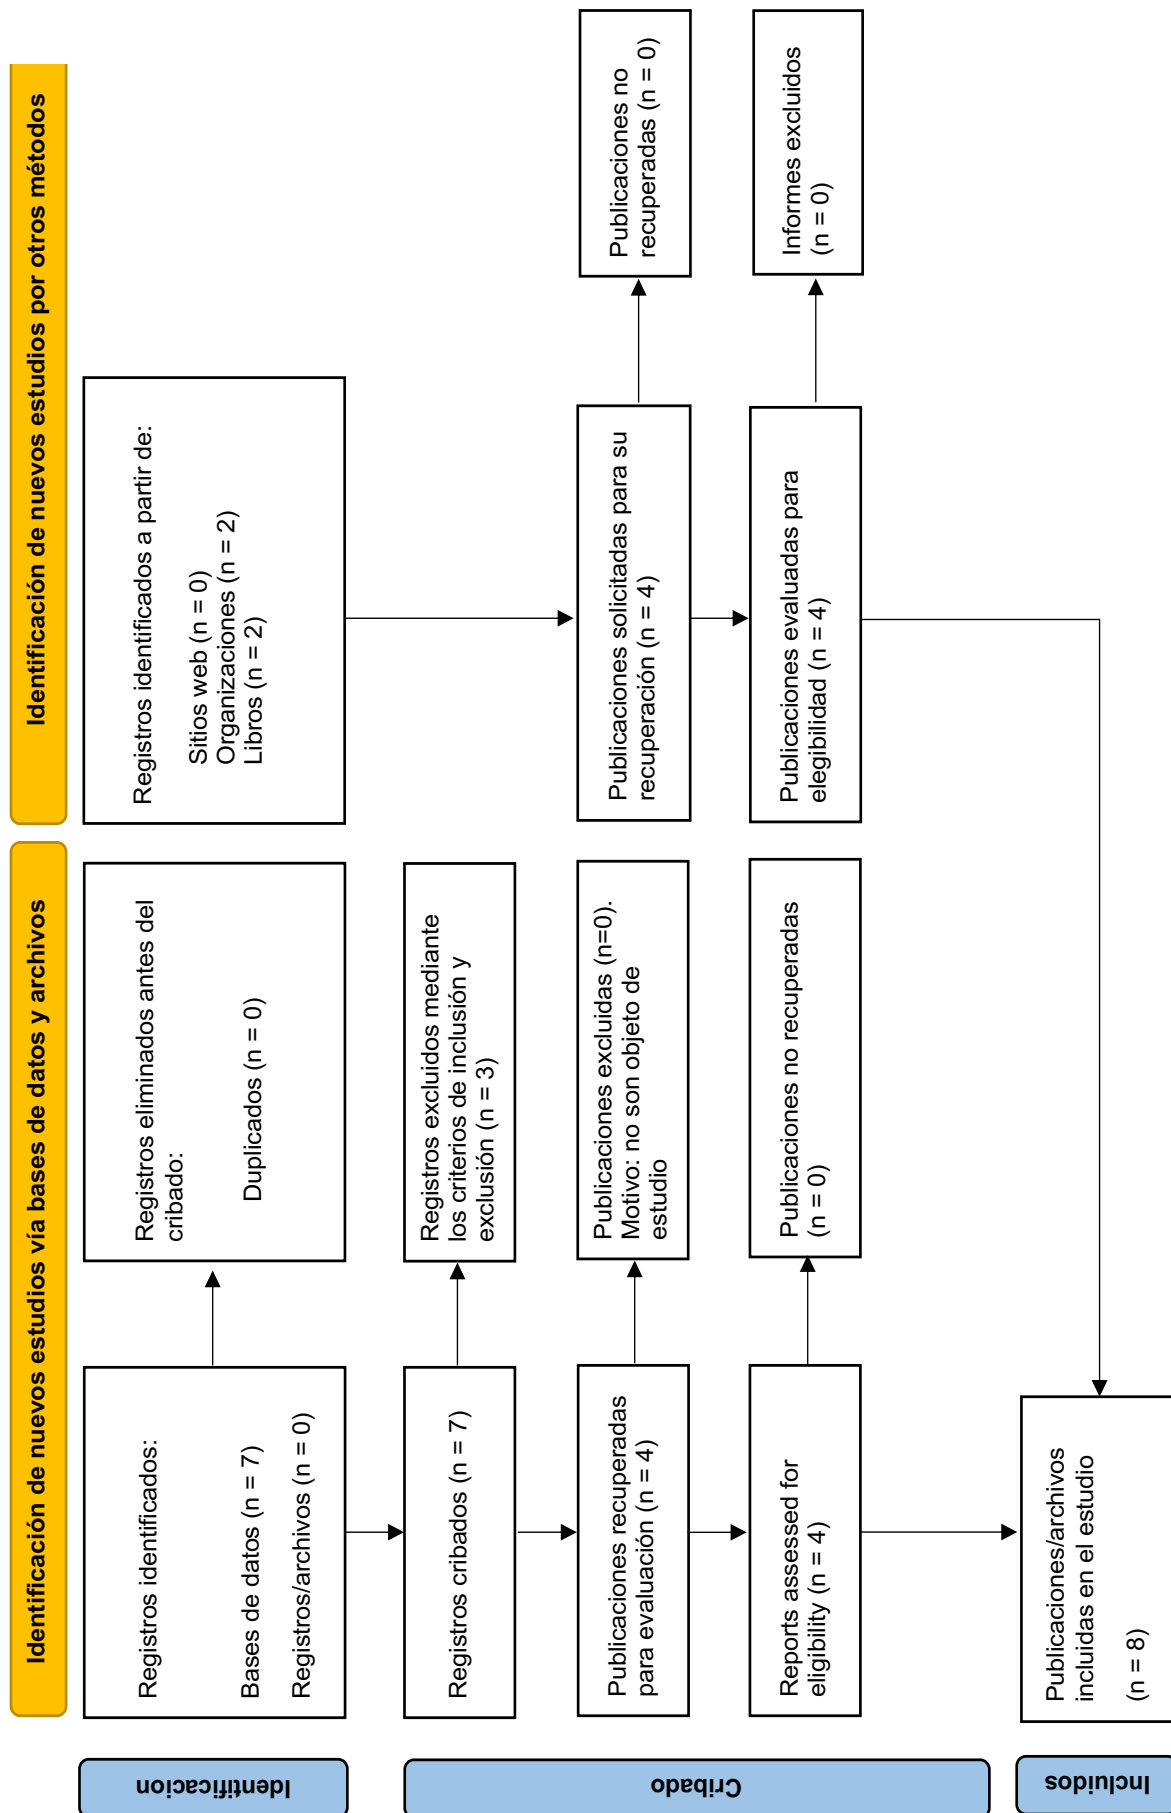 Identificación de nuevos estudios vía bases de datos y archivos
Identificación de nuevos estudios por otros métodos
Identificacion
Registros identificados:
Bases de datos (n = 7)
Registros/archivos (n = 0)
Registros eliminados antes del
cribado:
Duplicados (n = 0)
Registros identificados a partir de:
Sitios web (n = 0)
Organizaciones (n = 2)
Libros (n = 2)
Cribado
Registros cribados (n = 7)
Registros excluidos mediante
los criterios de inclusión y
exclusión (n = 3)
Publicaciones recuperadas
para evaluación (n = 4)
Publicaciones excluidas (n=0).
Motivo: no son objeto de
estudio
Publicaciones solicitadas para su
recuperación (n = 4)
Publicaciones no
recuperadas (n = 0)
Reports assessed for
eligibility (n = 4)
Publicaciones no recuperadas
(n = 0)
Publicaciones evaluadas para
elegibilidad (n = 4)
Informes excluidos
(n = 0)
Incluidos
Publicaciones/archivos
incluidas en el estudio
(n = 8)